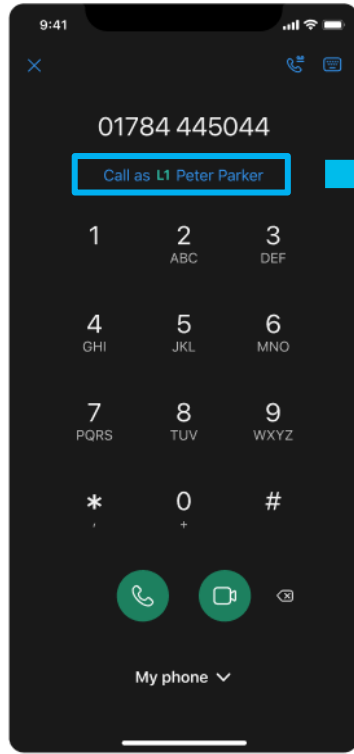 9:41
01784 445044
Call as L1 Peter Parker
1 2 3
ABC DEF
4 5 6
GHI JKL MNO
7 8 9
PQRS TUV WXYZ
* 0 #
, +
My phone